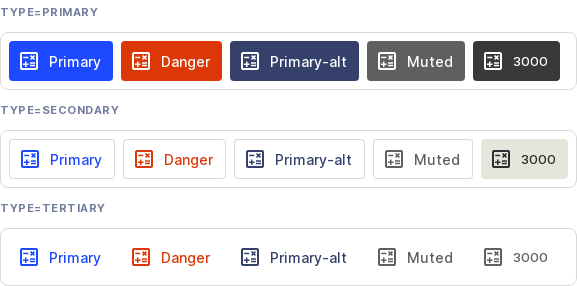 TYPE=PRIMARY
Primary Danger Primary-alt Muted 3000
TYPE=SECONDARY
Primary Danger Primary-alt Muted 3000
TYPE=TERTIARY
Primary Danger Primary-alt Muted 3000